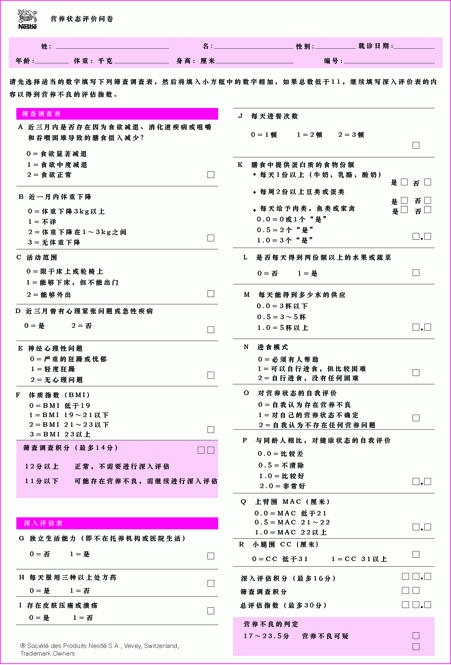 Nestlé
营养状态评价问卷
姓： 名： 性别： 就诊日期：
年龄： 体重：千克 身高：厘米 编号：
请先选择适当的数字填写下列筛查调查表，然后将填入小方框中的数字相加，如果总数低于11，继续填写深入评价表的内
容以得到营养不良的评估指数。
筛查调查表
A 近三月内是否存在因为食欲减退、消化道疾病或咀嚼
和吞咽困难导致的膳食摄入减少？
0＝食欲显著减退
1＝食欲中度减退
2＝食欲正常
B 近一月内体重下降
0＝体重下降3kg以上
1＝不详
2＝体重下降在1～3kg之间
3＝无体重下降
C 活动范围
0＝限于床上或轮椅上
1＝能够下床，但不能出门
2＝能够外出
D 近三月曾有心理紧张问题或急性疾病
0＝是 2＝否
E 神经心理性问题
0＝严重的狂躁或忧郁
1＝轻度狂躁
2＝无心理问题
F 体质指数（BMI）
0＝BMI 低于19
1＝BMI 19～21以下
2＝BMI 21～23以下
3＝BMI 23以上
筛查调查积分（最多14分）
12分以上 正常，不需要进行深入评估
11分以下 可能存在营养不良，需继续进行深入评估
深入评估表
G 独立生活能力（即不在托养机构或医院生活）
0＝否 1＝是
H 每天服用三种以上处方药
0＝是 1＝否
I 存在皮肤压痛或溃疡
0＝是 1＝否
® Société des Produits Nestlé S.A., Vevey, Switzerland,
Trademark Owners
J 每天进餐次数
0＝1顿 1＝2顿 2＝3顿
K 膳食中提供蛋白质的食物份额
每天1份以上（牛奶，乳酪，酸奶）
是 否
每周2份以上豆类或蛋类
是 否
每天给予肉类，鱼类或家禽
是 否
0.0＝0或1个“是”
0.5＝2个“是”
1.0＝3个“是”
L 是否每天得到两份额以上的水果或蔬菜
0＝否 1＝是
M 每天能得到多少水的供应
0.0＝3杯以下
0.5＝3～5杯
1.0＝5杯以上
N 进食模式
0＝必须有人帮助
1＝可以自行进食，但比较困难
2＝自行进食，没有任何困难
O 对营养状态的自我评价
0＝自我认为存在营养不良
1＝对自己的营养状态不确定
2＝自我认为不存在任何营养问题
P 与同龄人相比，对健康状态的自我评价
0.0＝比较差
0.5＝不清除
1.0＝比较好
2.0＝非常好
Q 上臂围 MAC（厘米）
0.0＝MAC 低于21
0.5＝MAC 21～22
1.0＝MAC 22以上
R 小腿围 CC（厘米）
0＝CC 低于31 1＝CC 31以上
深入评估积分（最多16分）
筛查调查积分
总评估指数（最多30分）
营养不良的判定
17～23.5分 营养不良可疑